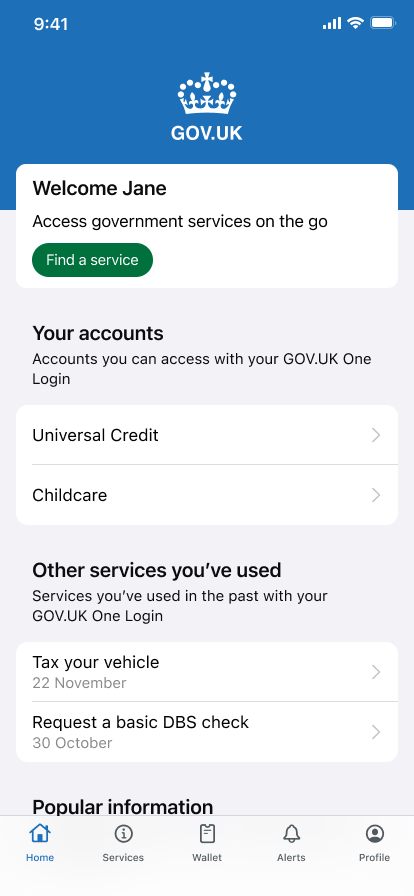 9:41
GOV.UK
Welcome Jane
Access government services on the go
Find a service
Your accounts
Accounts you can access with your GOV.UK One
Login
Universal Credit
Childcare
Other services you’ve used
Services you’ve used in the past with your
GOV.UK One Login
Tax your vehicle
22 November
Request a basic DBS check
30 October
Popular information
Home
Services
Wallet
Alerts
Profile